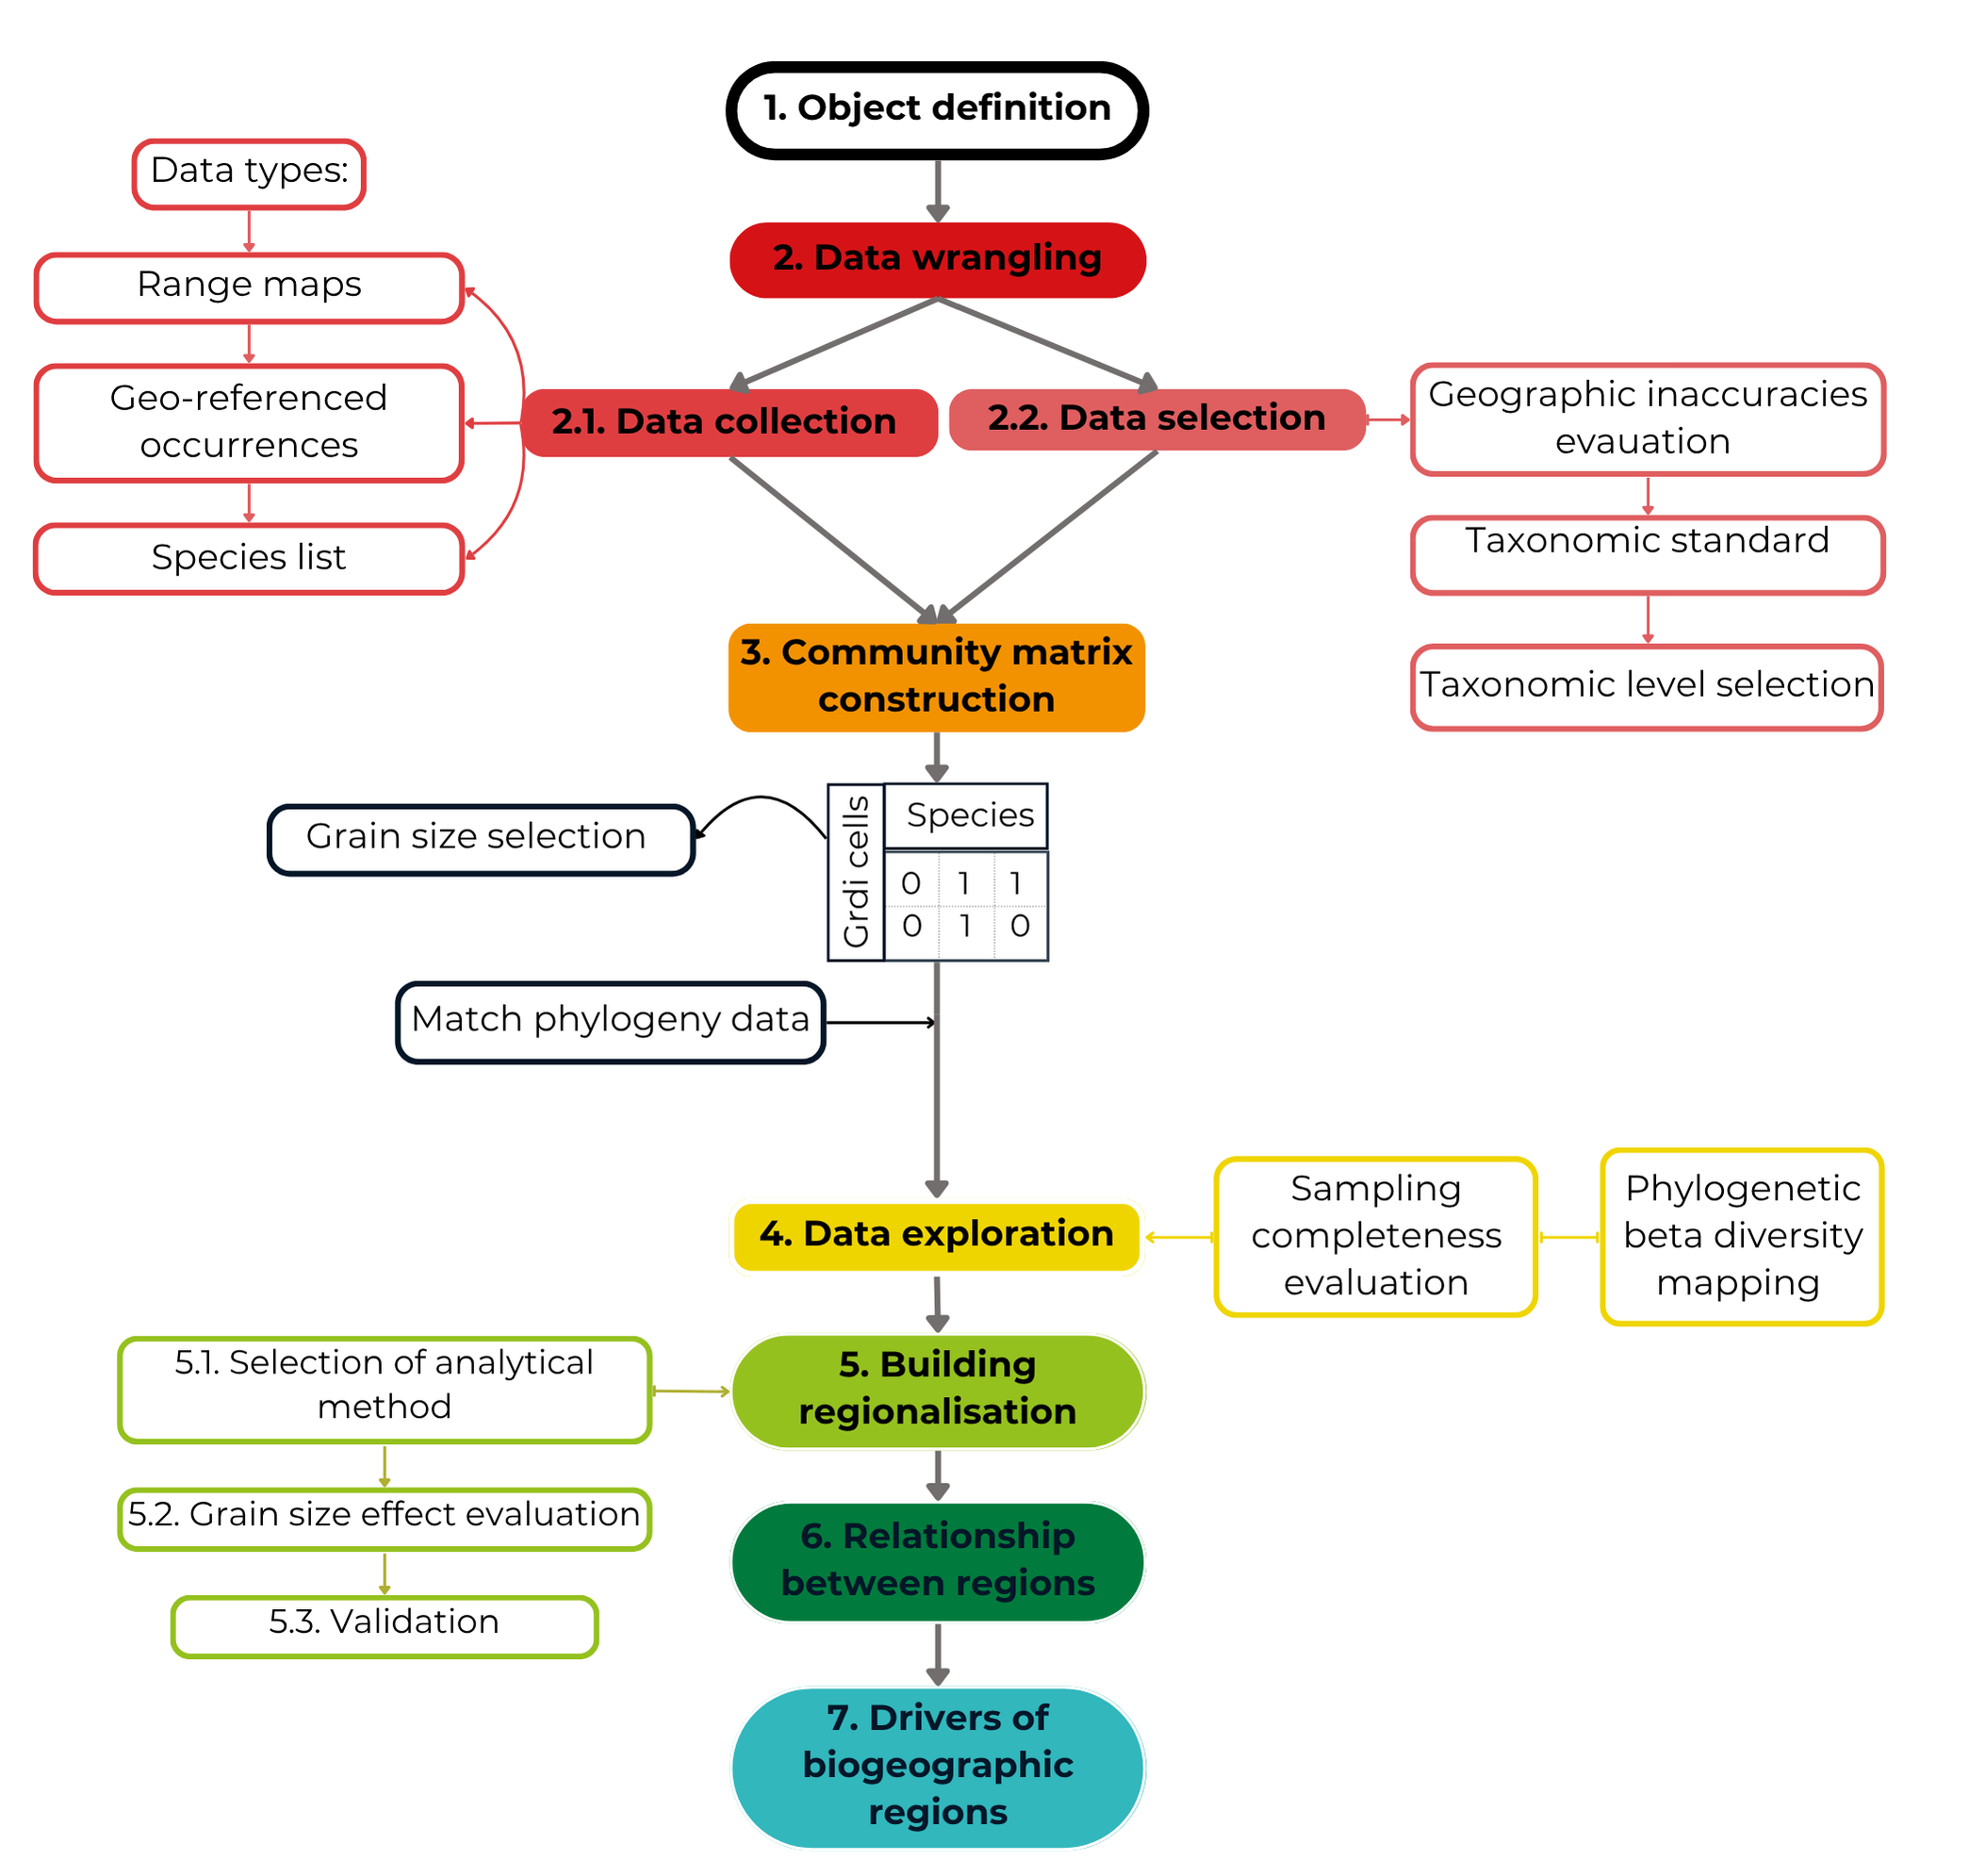 1. Object definition
Data types:
2. Data wrangling
Range maps
Geo-referenced
occurrences
Species list
2.1. Data collection
2.2. Data selection
Geographic inaccuracies
evauation
Taxonomic standard
Taxonomic level selection
3. Community matrix
construction
Grain size selection
Grdi cells
Species
0 1 1
0 1 0
Match phylogeny data
4. Data exploration
Sampling
completeness
evaluation
Phylogenetic
beta diversity
mapping
5. Building
regionalisation
5.1. Selection of analytical
method
5.2. Grain size effect evaluation
5.3. Validation
6. Relationship
between regions
7. Drivers of
biogeographic
regions